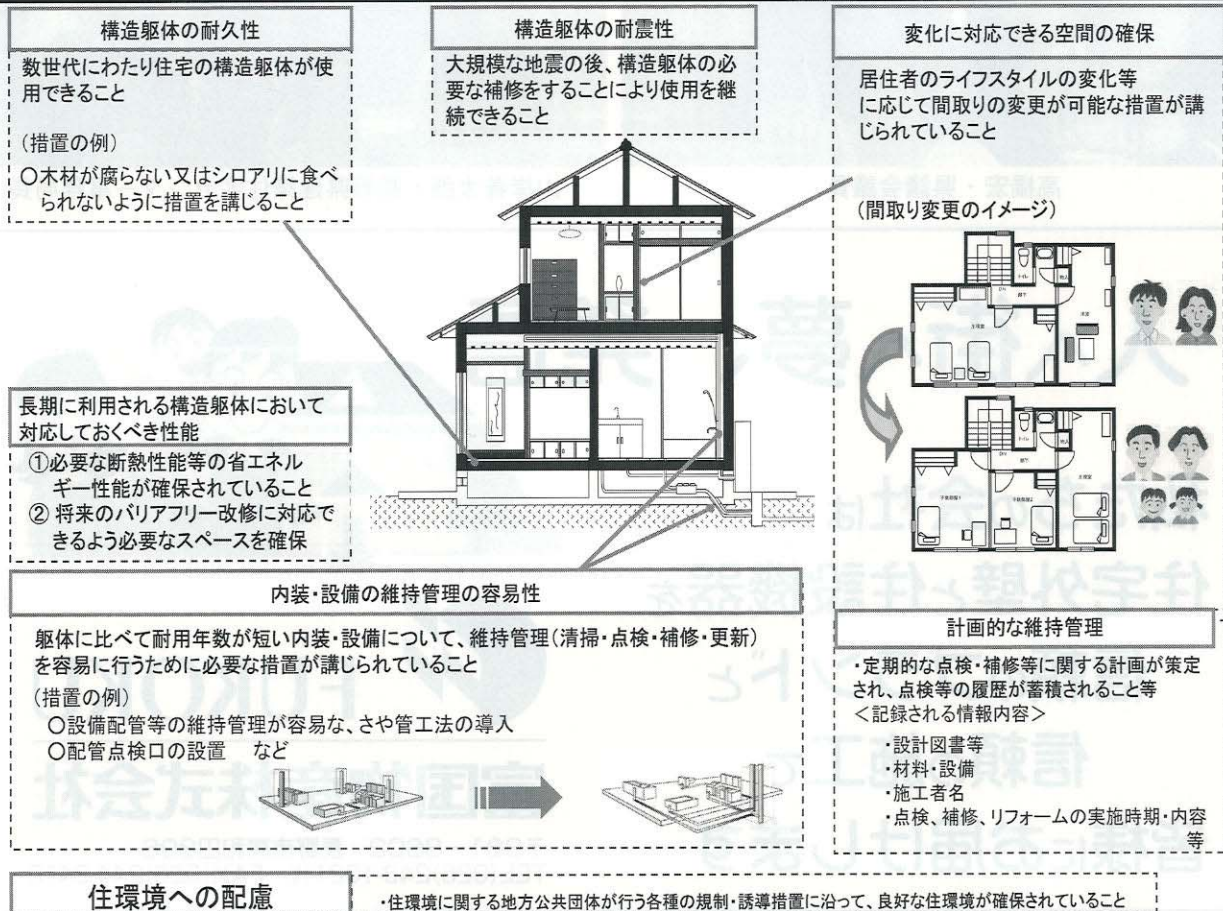 構造躯体の耐久性
数世代にわたり住宅の構造躯体が使
用できること
(措置の例)
○木材が腐らない又はシロアリに食べ
られないように措置を講じること
構造躯体の耐震性
大規模な地震の後、構造躯体の必
要な補修をすることにより使用を継
続できること
変化に対応できる空間の確保
居住者のライフスタイルの変化等
に応じて間取りの変更が可能な措置が講
じられていること
(間取り変更のイメージ)
長期に利用される構造躯体において
対応しておくべき性能
①必要な断熱性能等の省エネル
ギー性能が確保されていること
② 将来のバリアフリー改修に対応で
きるよう必要なスペースを確保
内装・設備の維持管理の容易性
躯体に比べて耐用年数が短い内装・設備について、維持管理(清掃・点検・補修・更新)
を容易に行うために必要な措置が講じられていること
(措置の例)
○設備配管等の維持管理が容易な、さや管工法の導入
○配管点検口の設置 など
計画的な維持管理
・定期的な点検・補修等に関する計画が策定
され、点検等の履歴が蓄積されること等
<記録される情報内容>
・設計図書等
・材料・設備
・施工者名
・点検、補修、リフォームの実施時期・内容
等
住環境への配慮
・住環境に関する地方公共団体が行う各種の規制・誘導措置に沿って、良好な住環境が確保されていること